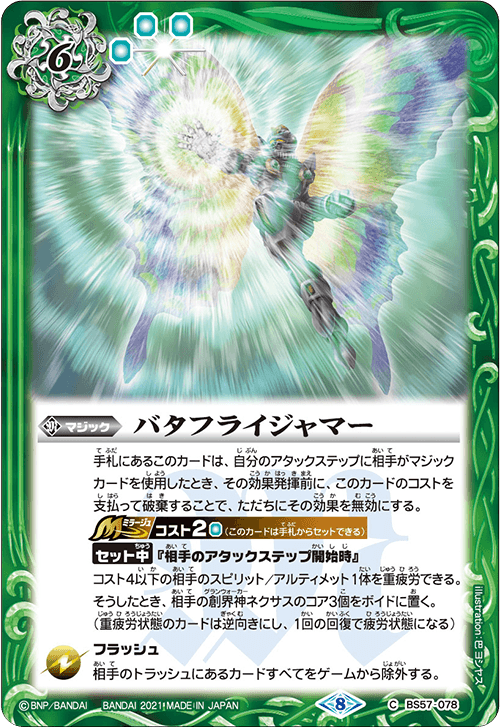 6
マジック バタフライジャマー
手札にあるこのカードは、自分のアタックステップに相手がマジック
カードを使用したとき、その効果発揮前に、このカードのコストを
支払って破棄することで、ただちにその効果を無効にする。
ミラージュ コスト2(このカードは手札からセットできる)
セット中『相手のアタックステップ開始時』
コスト4以下の相手のスピリット/アルティメット1体を重疲労できる。
そうしたとき、相手の創界神ネクサスのコア3個をボイドに置く。
(重疲労状態のカードは逆向きにし、1回の回復で疲労状態になる)
フラッシュ
相手のトラッシュにあるカードすべてをゲームから除外する。
illustration:巴ヨシヤス
©BNP/BANDAI BANDAI 2021 MADE IN JAPAN 8 C BS57-078